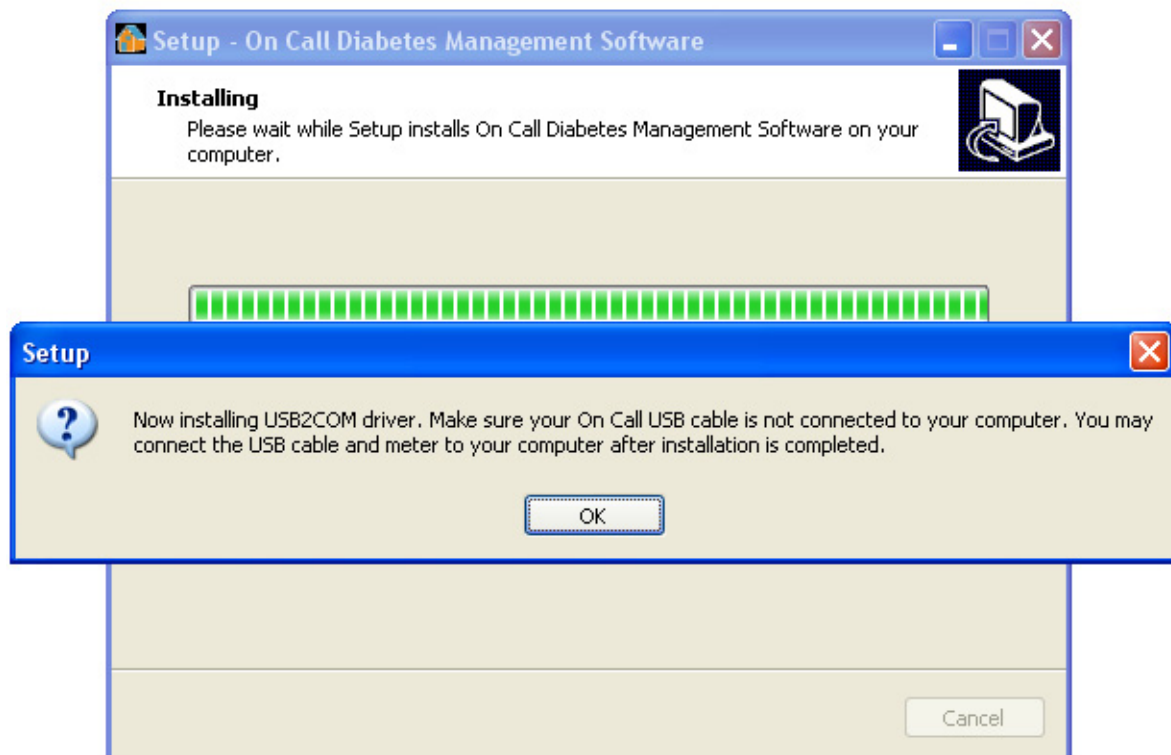 Setup - On Call Diabetes Management Software
Installing
Please wait while Setup installs On Call Diabetes Management Software on your
computer.
Setup
Now installing USB2COM driver. Make sure your On Call USB cable is not connected to your computer. You may
connect the USB cable and meter to your computer after installation is completed.
OK
Cancel